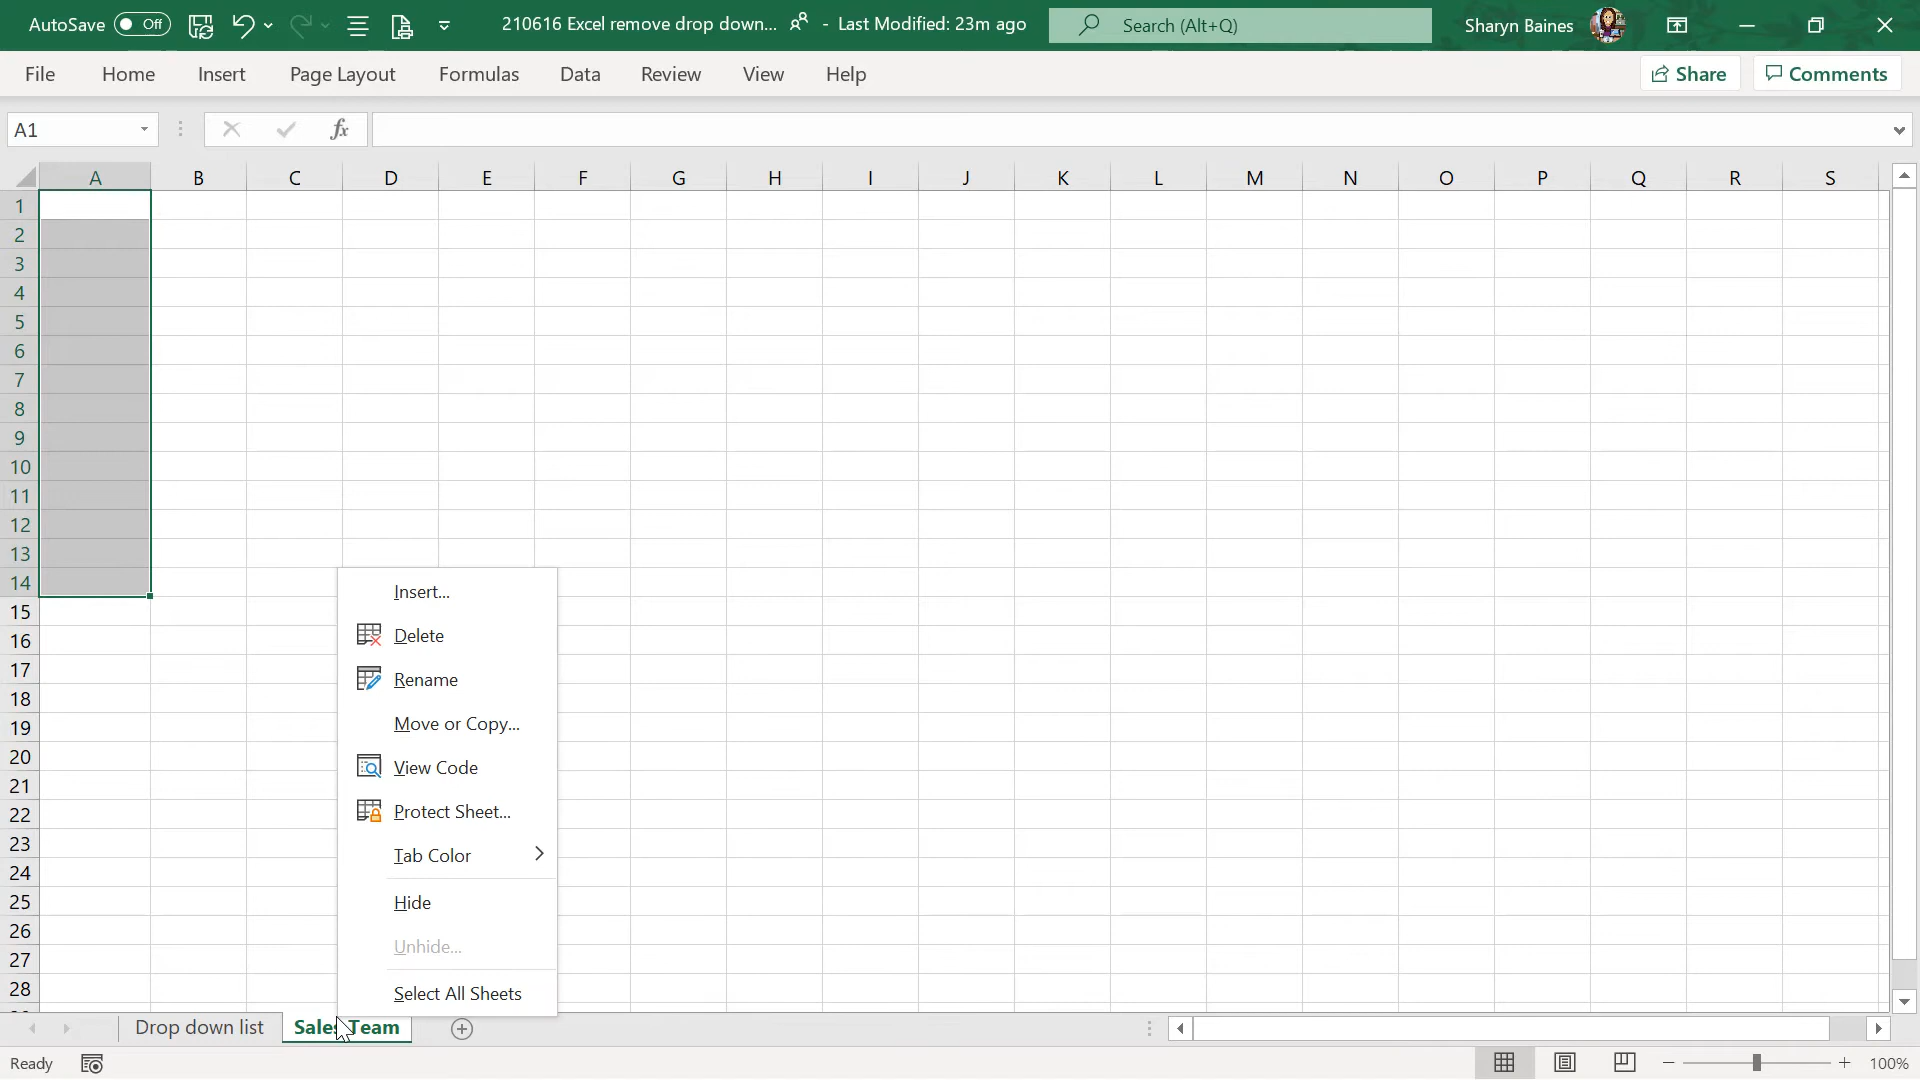 AutoSave Off 210616 Excel remove drop down... - Last Modified: 23m ago Search (Alt+Q) Sharyn Baines
File Home Insert Page Layout Formulas Data Review View Help Share Comments
A1 fx
A B C D E F G H I J K L M N O P Q R S
1
2
3
4
5
6
7
8
9
10
11
12
13
14
15
16
17
18
19
20
21
22
23
24
25
26
27
28
Insert...
Delete
Rename
Move or Copy...
View Code
Protect Sheet...
Tab Color
Hide
Unhide...
Select All Sheets
Drop down list Sales Team
Ready 100%